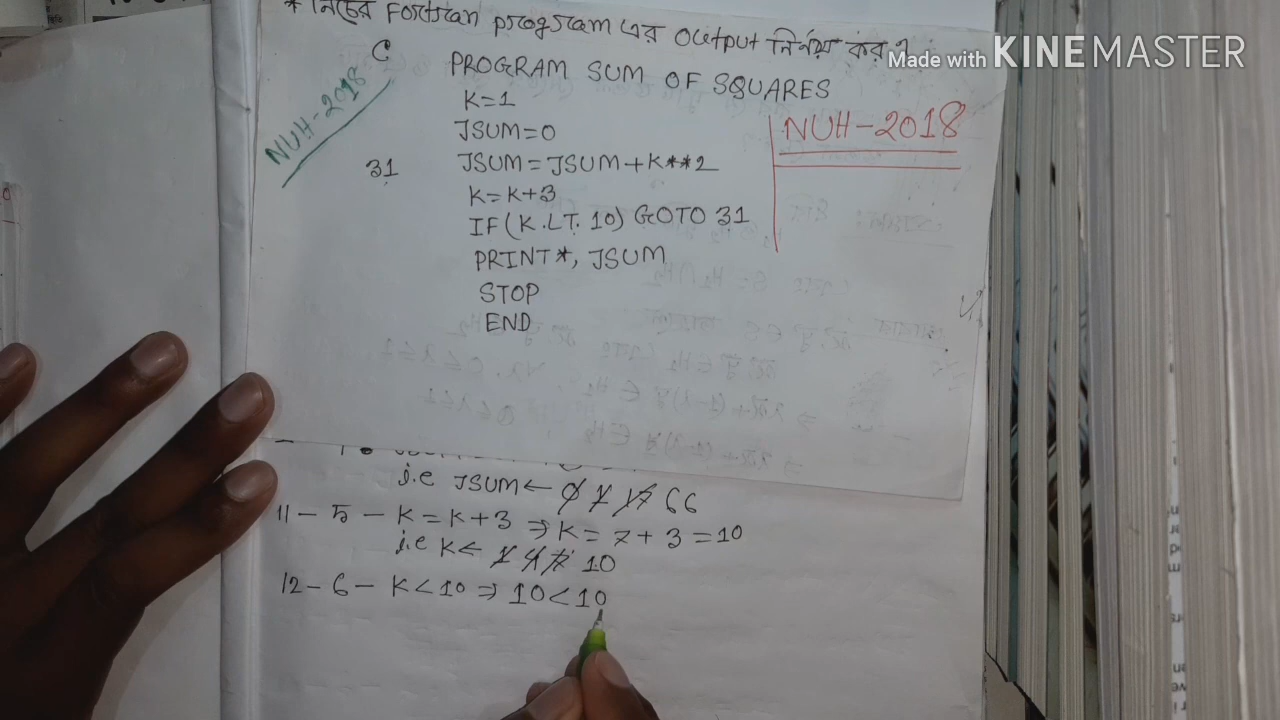 * নিচের Fortran program এর output নির্ণয় কর ?
Made with KINEMASTER
C PROGRAM SUM OF SQUARES
NUH-2018
K=1
JSUM=0
NUH-2018
31 JSUM=JSUM+K**2
K=K+3
IF(K.LT.10) GOTO 31
PRINT*, JSUM
STOP
END
i.e JSUM← 0 1 17 66
11 – 5 – K=K+3 ⇒ K= 7+3=10
i.e K← 1 4 7 10
12 – 6 – K<10 ⇒ 10<10